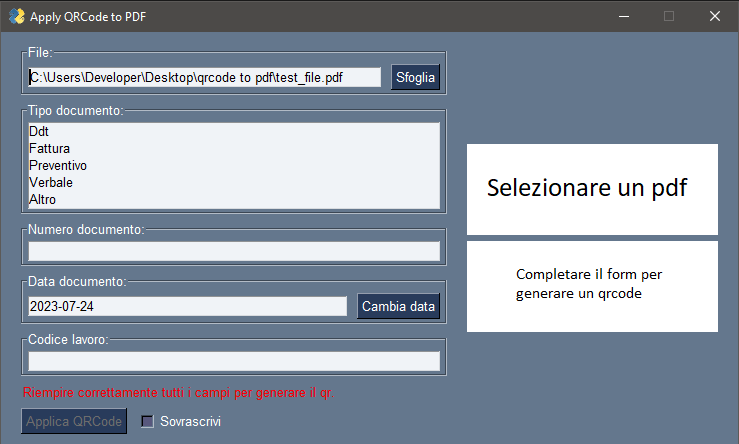 Apply QRCode to PDF
File:
C:\Users\Developer\Desktop\qrcode to pdf\test_file.pdf
Sfoglia
Tipo documento:
Ddt
Fattura
Preventivo
Verbale
Altro
Numero documento:
Data documento:
2023-07-24
Cambia data
Codice lavoro:
Riempire correttamente tutti i campi per generare il qr.
Applica QRCode
Sovrascrivi
Selezionare un pdf
Completare il form per
generare un qrcode